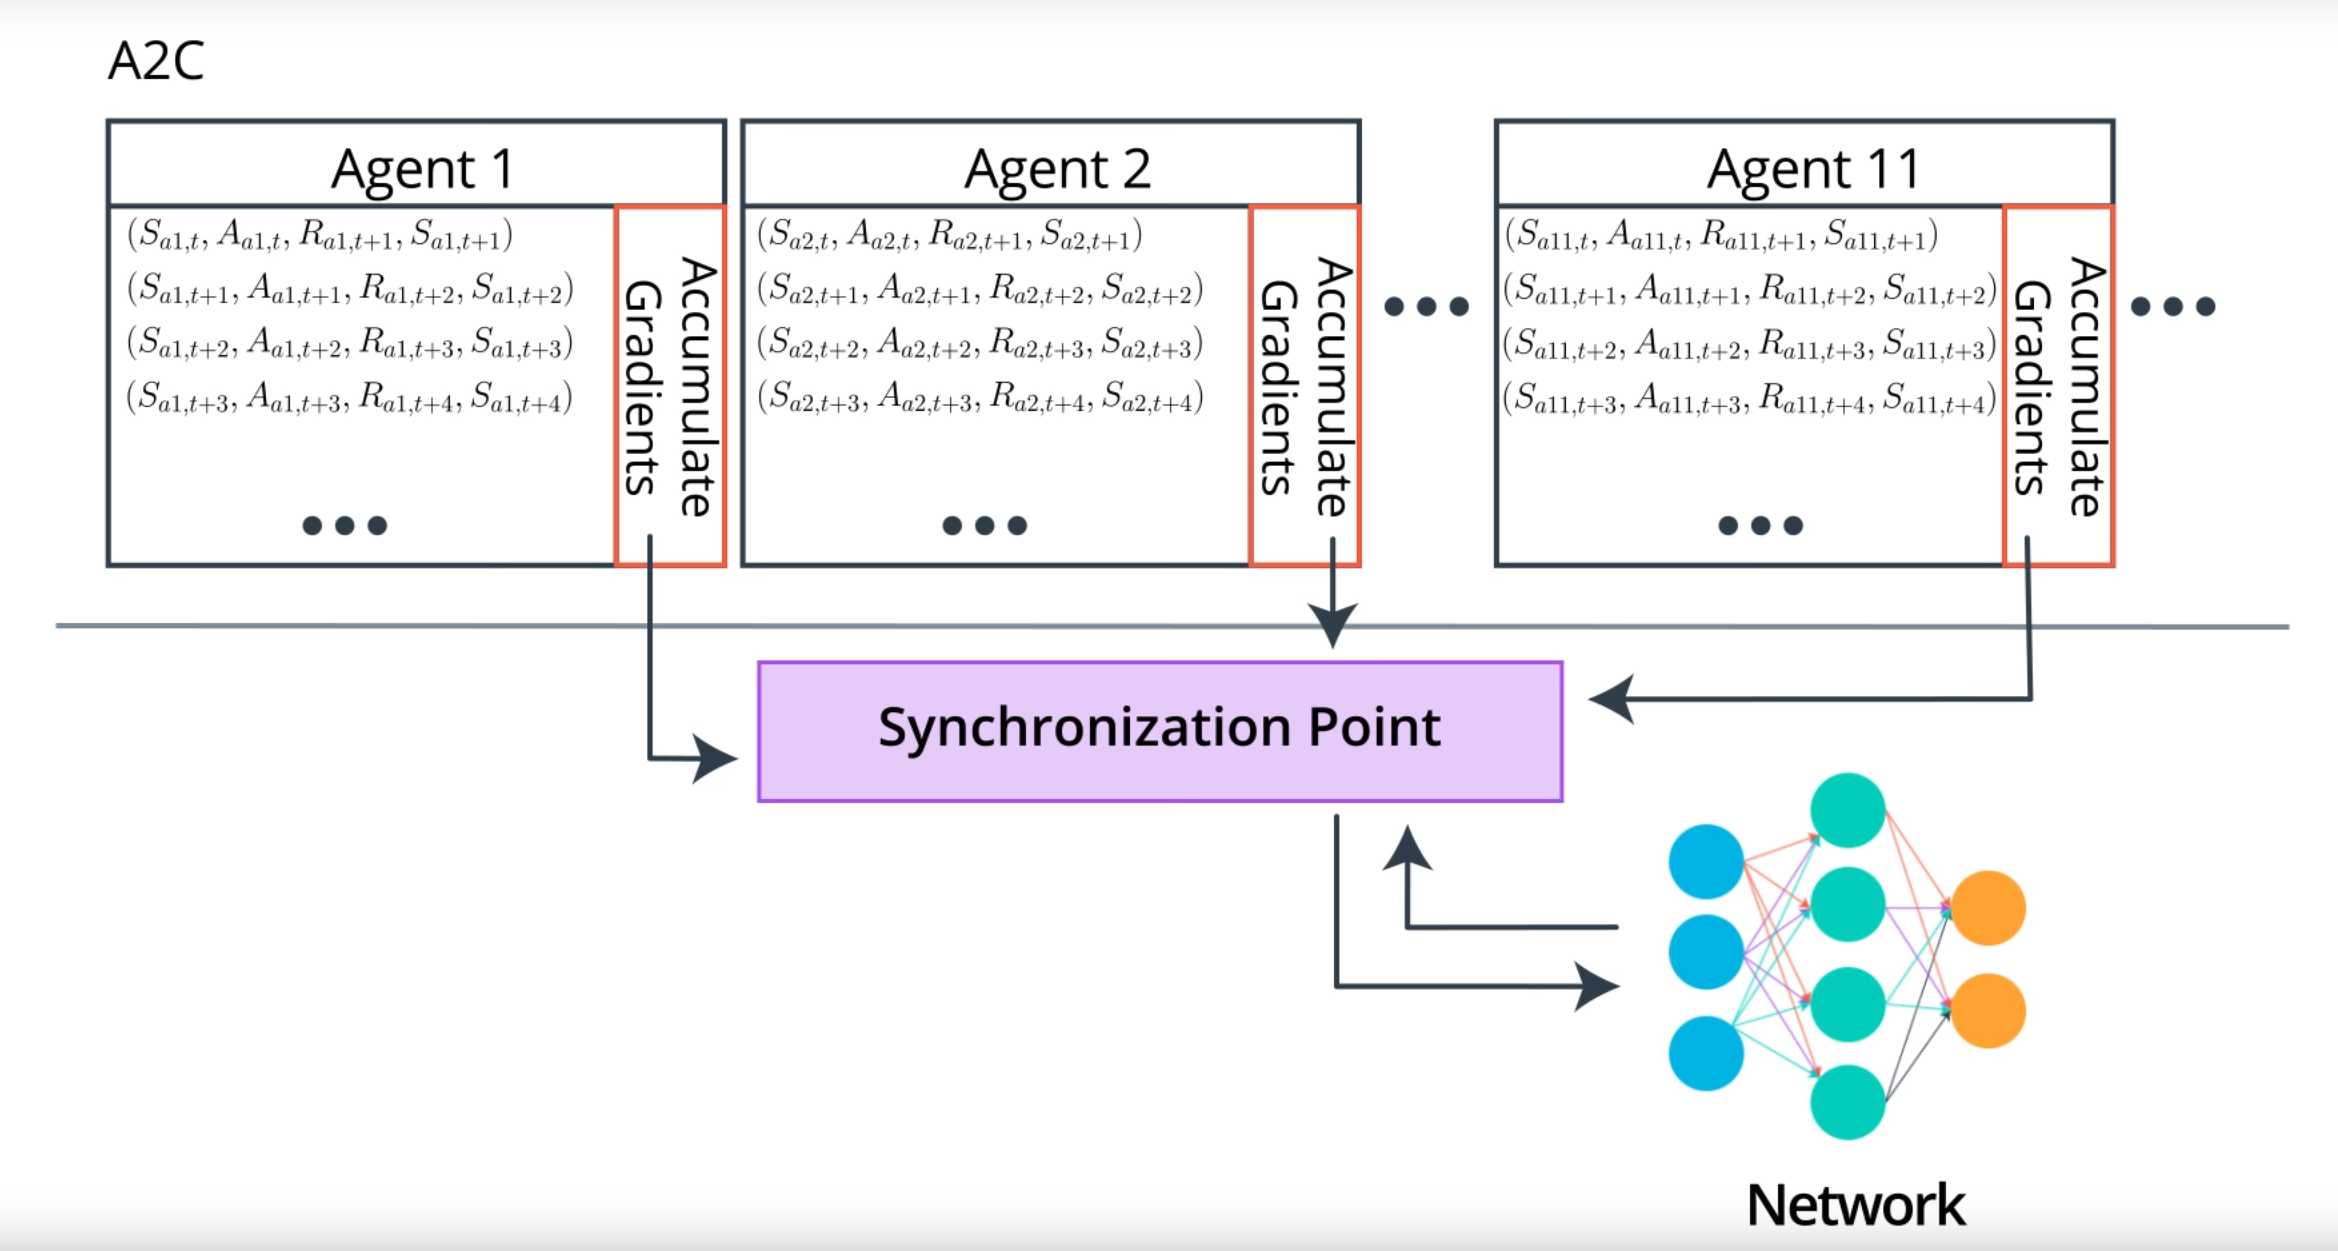 A2C
Agent 1
(S_{a1,t}, A_{a1,t}, R_{a1,t+1}, S_{a1,t+1})
(S_{a1,t+1}, A_{a1,t+1}, R_{a1,t+2}, S_{a1,t+2})
(S_{a1,t+2}, A_{a1,t+2}, R_{a1,t+3}, S_{a1,t+3})
(S_{a1,t+3}, A_{a1,t+3}, R_{a1,t+4}, S_{a1,t+4})
Accumulate
Gradients
Agent 2
(S_{a2,t}, A_{a2,t}, R_{a2,t+1}, S_{a2,t+1})
(S_{a2,t+1}, A_{a2,t+1}, R_{a2,t+2}, S_{a2,t+2})
(S_{a2,t+2}, A_{a2,t+2}, R_{a2,t+3}, S_{a2,t+3})
(S_{a2,t+3}, A_{a2,t+3}, R_{a2,t+4}, S_{a2,t+4})
Accumulate
Gradients
Agent 11
(S_{a11,t}, A_{a11,t}, R_{a11,t+1}, S_{a11,t+1})
(S_{a11,t+1}, A_{a11,t+1}, R_{a11,t+2}, S_{a11,t+2})
(S_{a11,t+2}, A_{a11,t+2}, R_{a11,t+3}, S_{a11,t+3})
(S_{a11,t+3}, A_{a11,t+3}, R_{a11,t+4}, S_{a11,t+4})
Accumulate
Gradients
Synchronization Point
Network